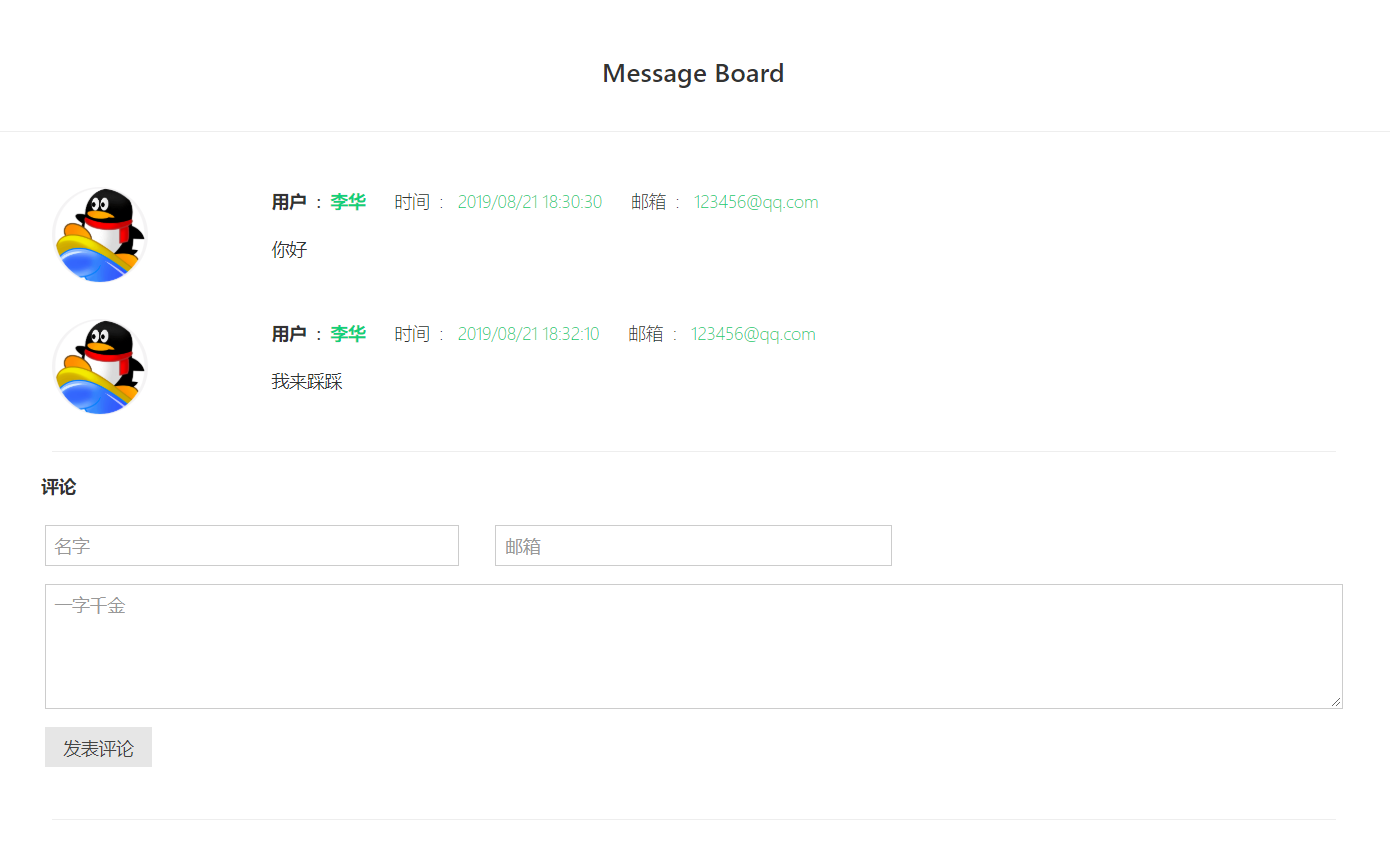 Message Board
用户 : 李华 时间 : 2019/08/21 18:30:30 邮箱 : 123456@qq.com
你好
用户 : 李华 时间 : 2019/08/21 18:32:10 邮箱 : 123456@qq.com
我来踩踩
评论
名字 邮箱
一字千金
发表评论